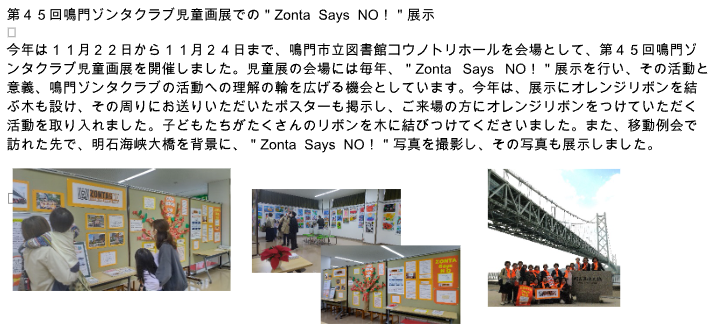 第４５回鳴門ゾンタクラブ児童画展での＂Zonta Says NO！＂展示
今年は１１月２２日から１１月２４日まで、鳴門市立図書館コウノトリホールを会場として、第４５回鳴門ゾ
ンタクラブ児童画展を開催しました。児童展の会場には毎年、＂Zonta Says NO！＂展示を行い、その活動と
意義、鳴門ゾンタクラブの活動への理解の輪を広げる機会としています。今年は、展示にオレンジリボンを結
ぶ木も設け、その周りにお送りいただいたポスターも掲示し、ご来場の方にオレンジリボンをつけていただく
活動を取り入れました。子どもたちがたくさんのリボンを木に結びつけてくださいました。また、移動例会で
訪れた先で、明石海峡大橋を背景に、＂Zonta Says NO！＂写真を撮影し、その写真も展示しました。
ZONTA
ZONTA
Says
NO